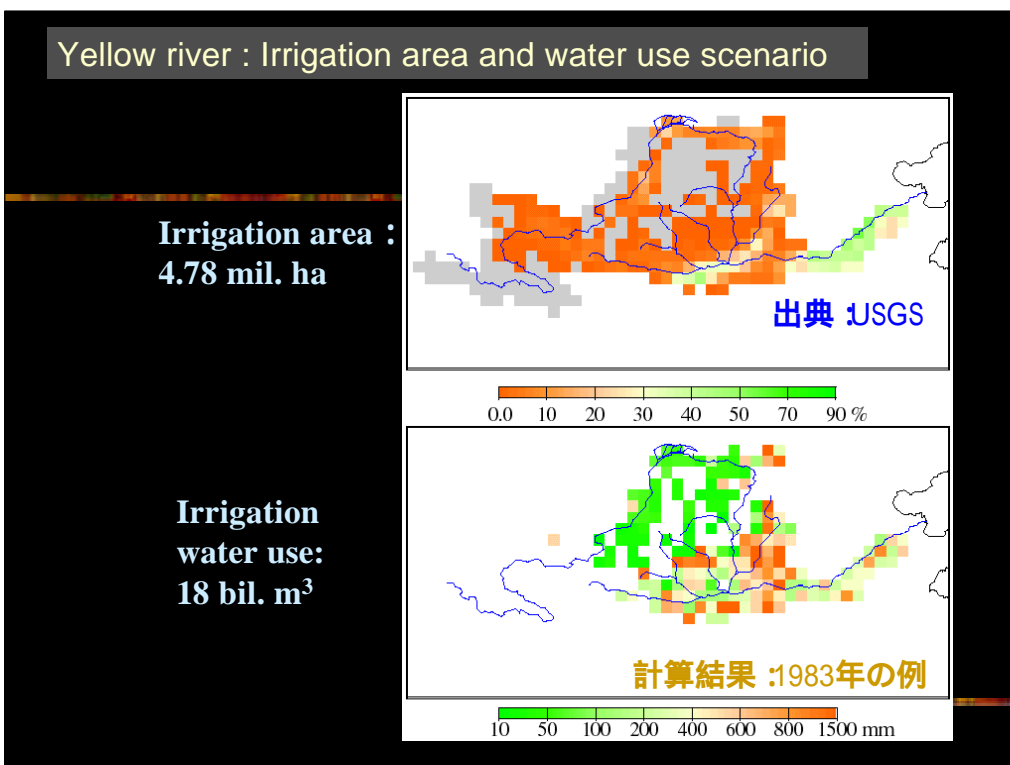 Yellow river : Irrigation area and water use scenario
Irrigation area :
4.78 mil. ha
出典 :USGS
0.0 10 20 30 40 50 70 90 %
Irrigation
water use:
18 bil. m³
計算結果 :1983年の例
10 50 100 200 400 600 800 1500 mm